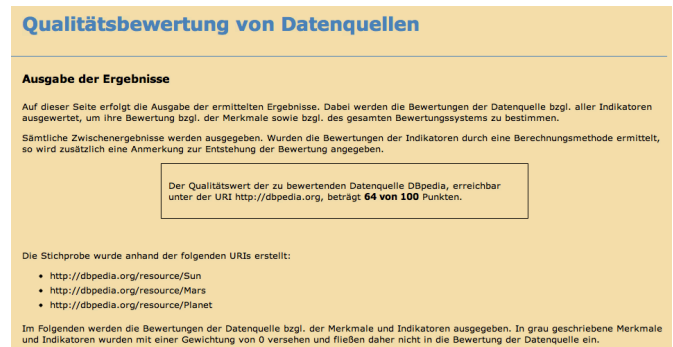 Qualitätsbewertung von Datenquellen
Ausgabe der Ergebnisse
Auf dieser Seite erfolgt die Ausgabe der ermittelten Ergebnisse. Dabei werden die Bewertungen der Datenquelle bzgl. aller Indikatoren
ausgewertet, um ihre Bewertung bzgl. der Merkmale sowie bzgl. des gesamten Bewertungssystems zu bestimmen.
Sämtliche Zwischenergebnisse werden ausgegeben. Wurden die Bewertungen der Indikatoren durch eine Berechnungsmethode ermittelt,
so wird zusätzlich eine Anmerkung zur Entstehung der Bewertung angegeben.
Der Qualitätswert der zu bewertenden Datenquelle DBpedia, erreichbar
unter der URI http://dbpedia.org, beträgt 64 von 100 Punkten.
Die Stichprobe wurde anhand der folgenden URIs erstellt:
• http://dbpedia.org/resource/Sun
• http://dbpedia.org/resource/Mars
• http://dbpedia.org/resource/Planet
Im Folgenden werden die Bewertungen der Datenquelle bzgl. der Merkmale und Indikatoren ausgegeben. In grau geschriebene Merkmale
und Indikatoren wurden mit einer Gewichtung von 0 versehen und fließen daher nicht in die Bewertung der Datenquelle ein.